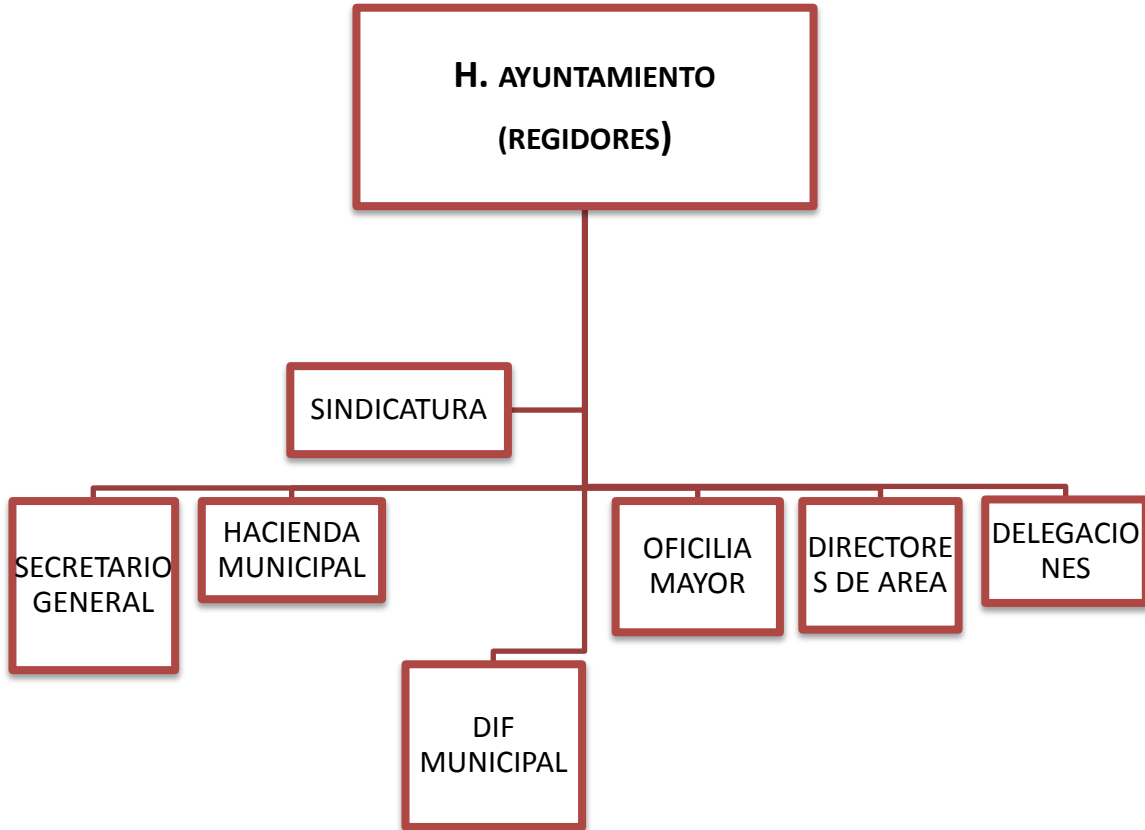 H. AYUNTAMIENTO
(REGIDORES)
SINDICATURA
SECRETARIO
GENERAL
HACIENDA
MUNICIPAL
OFICILIA
MAYOR
DIRECTORE
S DE AREA
DELEGACIO
NES
DIF
MUNICIPAL